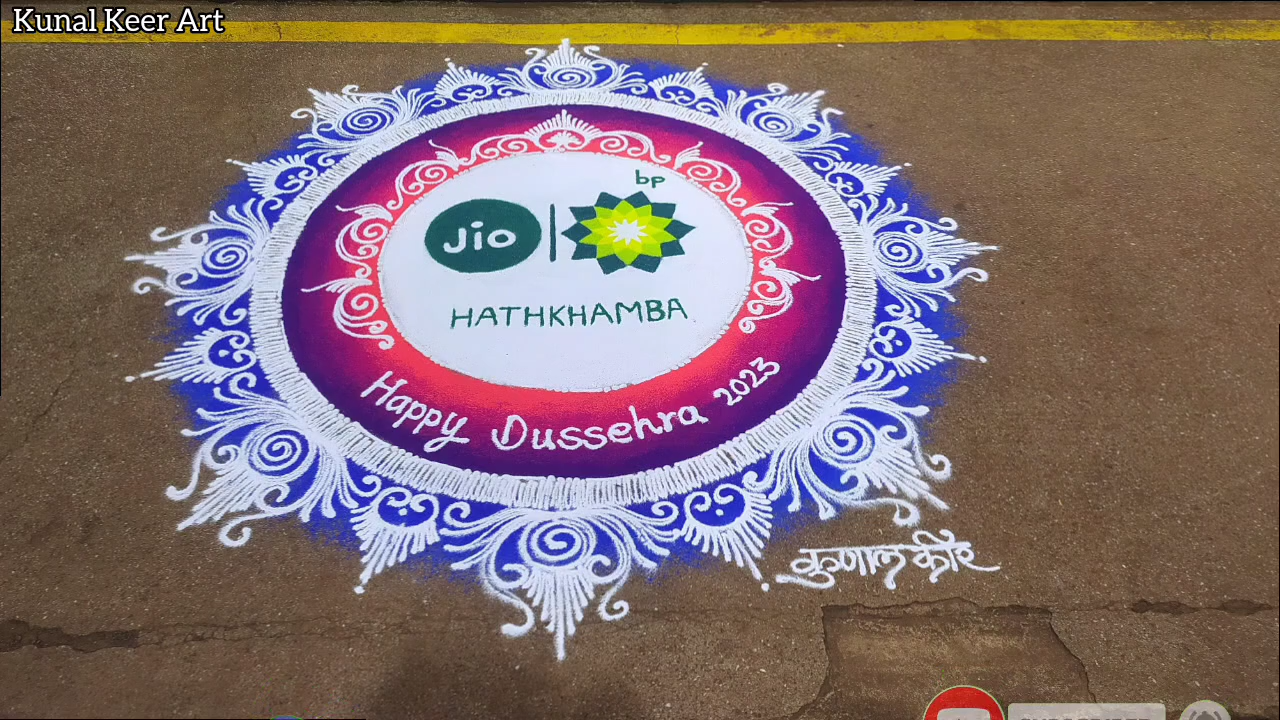 Kunal Keer Art
bp
Jio
HATHKHAMBA
Happy Dussehra 2023
कुणाल कीर